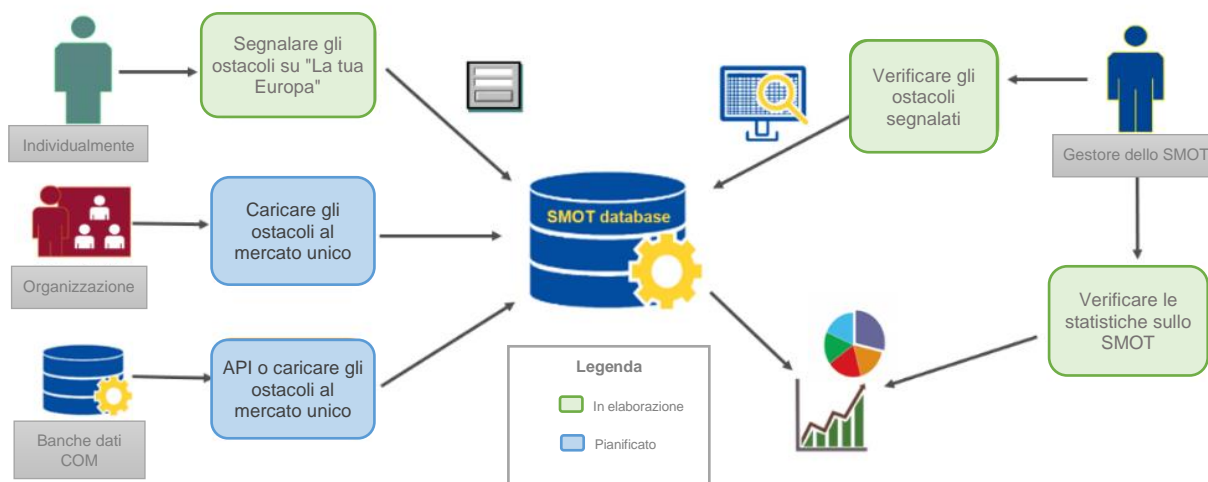 Segnalare gli
ostacoli su "La tua
Europa"
Individualmente
Verificare gli
ostacoli
segnalati
Gestore dello SMOT
Caricare gli
ostacoli al
mercato unico
Organizzazione
SMOT database
API o caricare gli
ostacoli al
mercato unico
Banche dati
COM
Verificare le
statistiche sullo
SMOT
Legenda
In elaborazione
Pianificato